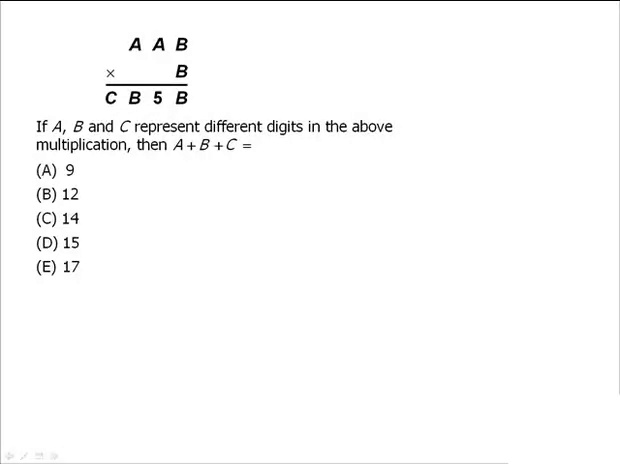 A A B
× B
C B 5 B
If A, B and C represent different digits in the above
multiplication, then A + B + C =
(A) 9
(B) 12
(C) 14
(D) 15
(E) 17